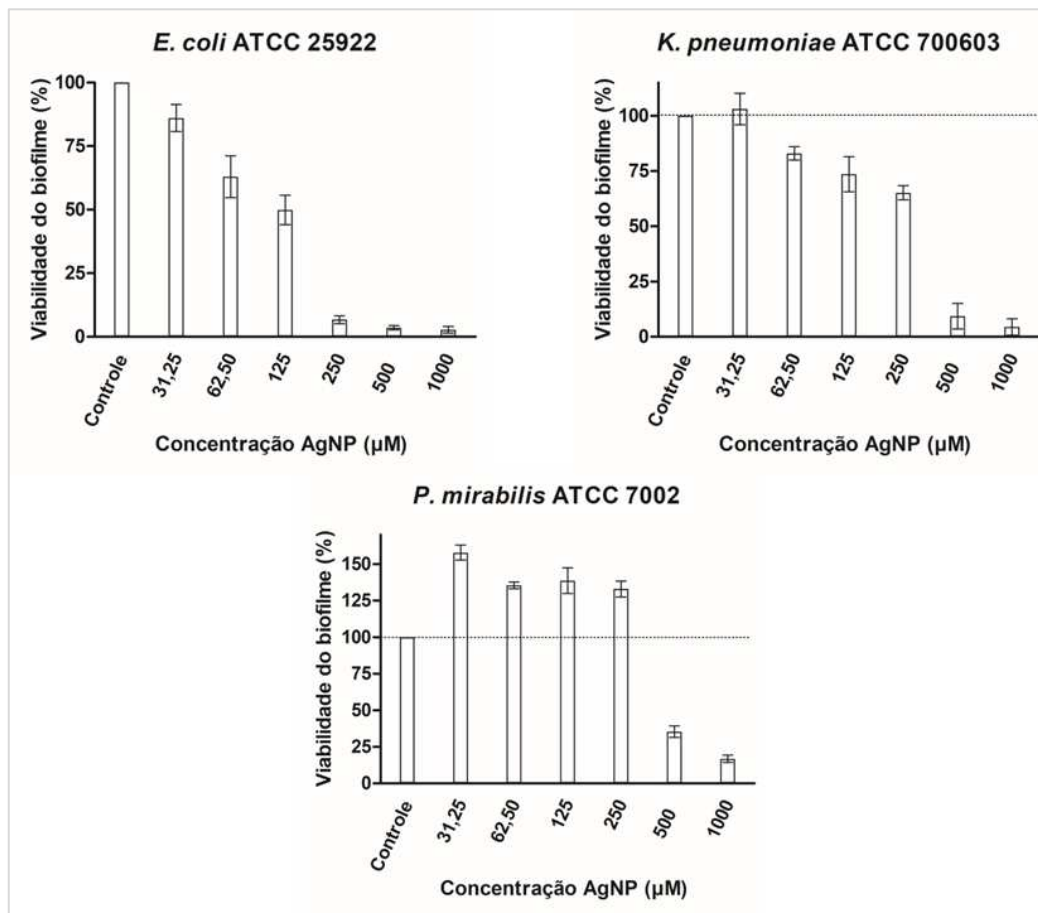 E. coli ATCC 25922
Viabilidade do biofilme (%)
100
75
50
25
0
Controle
31,25
62,50
125
250
500
1000
Concentração AgNP (µM)
K. pneumoniae ATCC 700603
Viabilidade do biofilme (%)
100
75
50
25
0
Controle
31,25
62,50
125
250
500
1000
Concentração AgNP (µM)
P. mirabilis ATCC 7002
Viabilidade do biofilme (%)
150
125
100
75
50
25
0
Controle
31,25
62,50
125
250
500
1000
Concentração AgNP (µM)